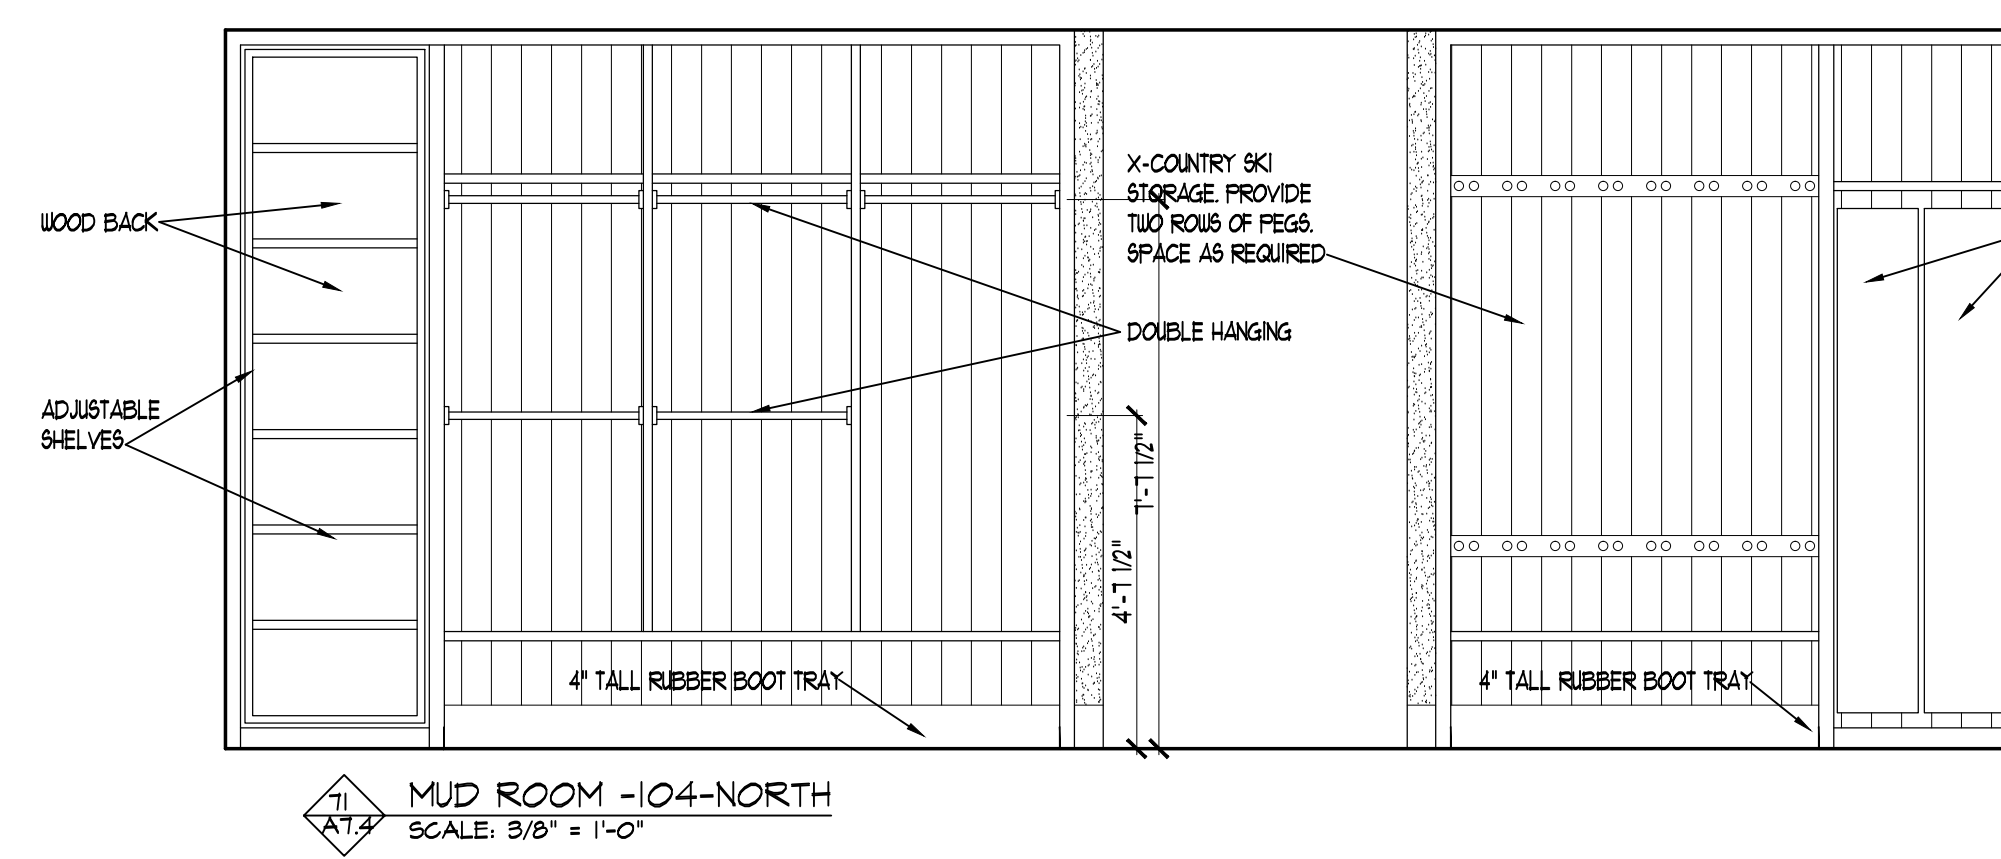 X-COUNTRY SKI
STORAGE. PROVIDE
TWO ROWS OF PEGS.
SPACE AS REQUIRED
WOOD BACK
DOUBLE HANGING
ADJUSTABLE
SHELVES
7'-7 1/2"
4'-7 1/2"
4" TALL RUBBER BOOT TRAY
4" TALL RUBBER BOOT TRAY
71
A7.4
MUD ROOM -104-NORTH
SCALE: 3/8" = 1'-0"